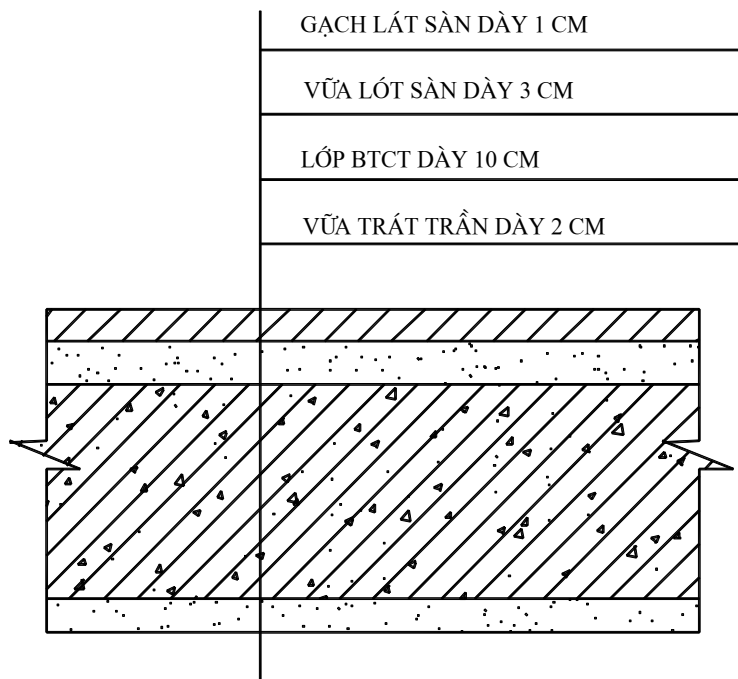 GẠCH LÁT SÀN DÀY 1 CM
VỮA LÓT SÀN DÀY 3 CM
LỚP BTCT DÀY 10 CM
VỮA TRÁT TRẦN DÀY 2 CM